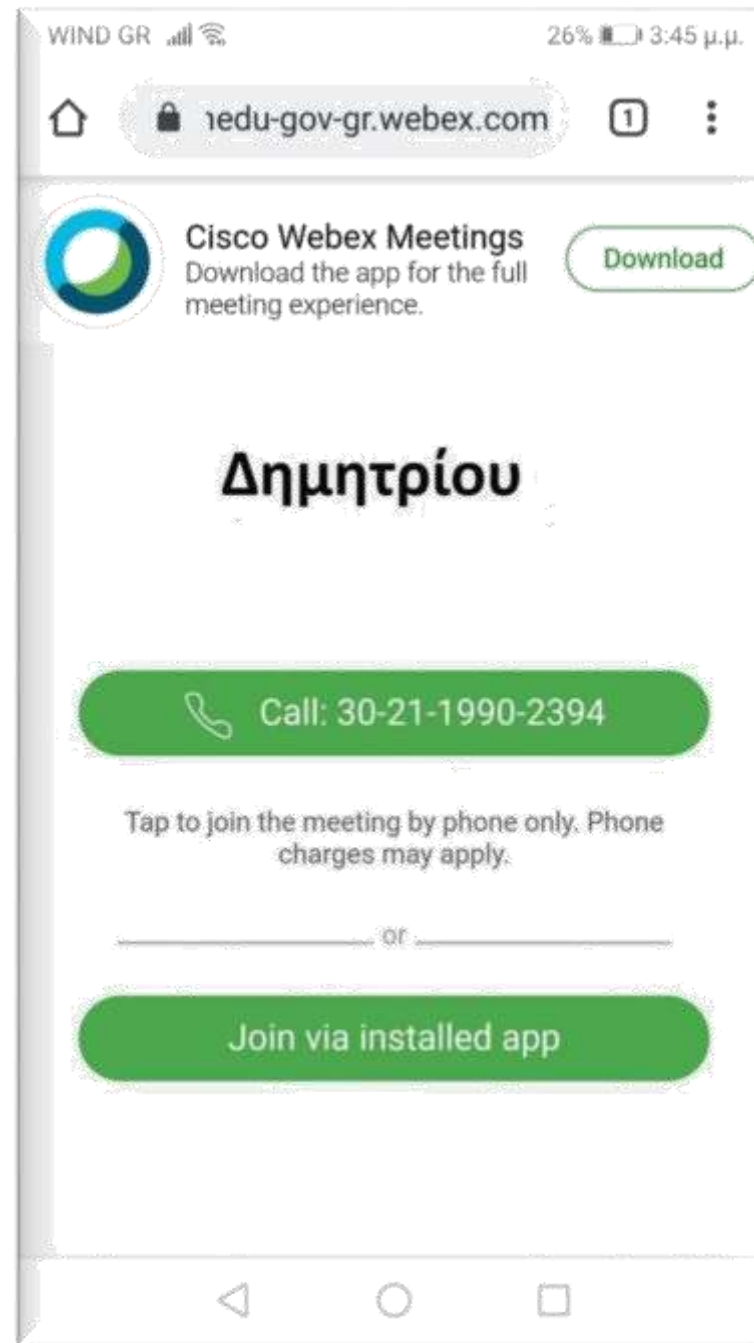 WIND GR 26% 3:45 μ.μ.
nedu-gov-gr.webex.com 1
Cisco Webex Meetings
Download the app for the full
meeting experience.
Download
Δημητρίου
Call: 30-21-1990-2394
Tap to join the meeting by phone only. Phone
charges may apply.
or
Join via installed app